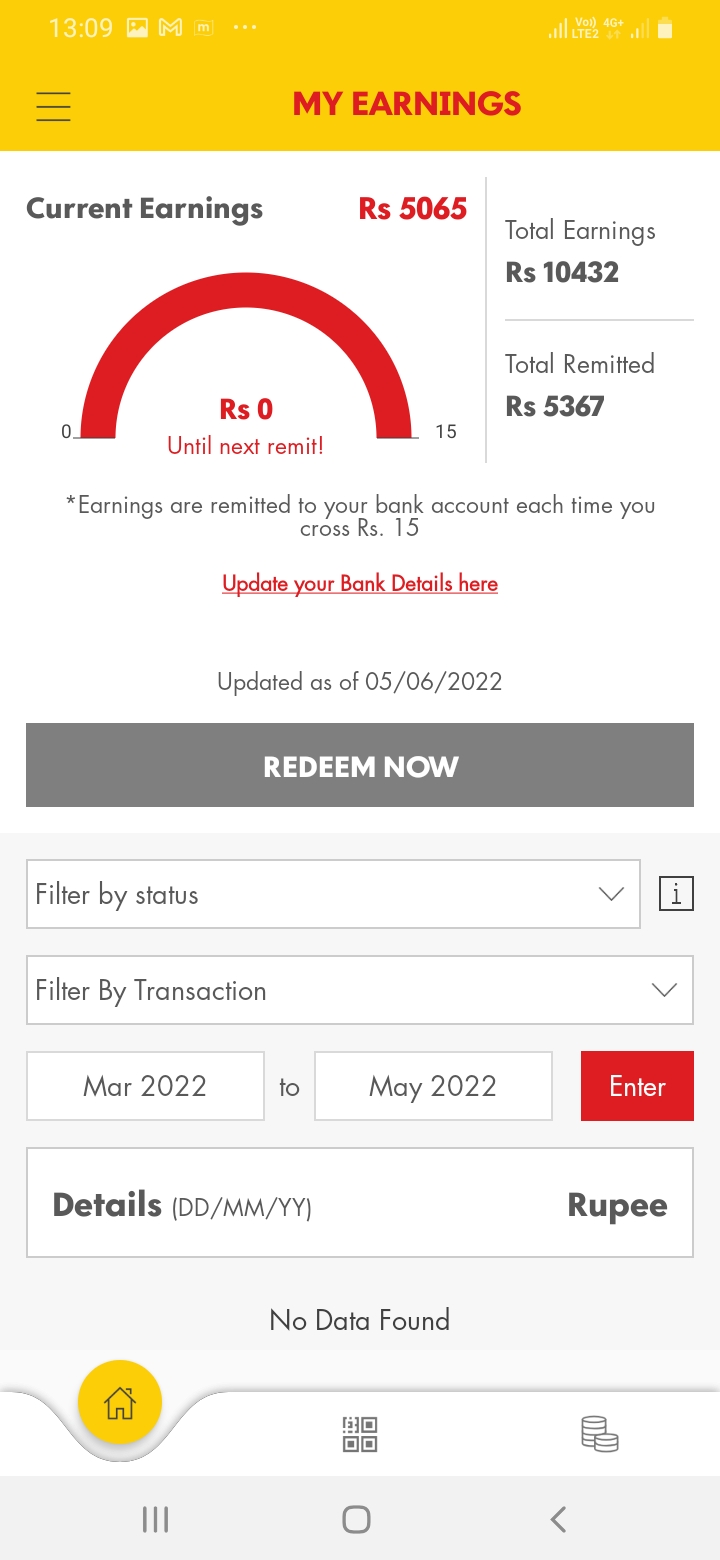 13:09
Vo)) 4G+
LTE2
MY EARNINGS
Current Earnings
Rs 5065
Total Earnings
Rs 10432
Total Remitted
Rs 5367
Rs 0
0
15
Until next remit!
*Earnings are remitted to your bank account each time you
cross Rs. 15
Update your Bank Details here
Updated as of 05/06/2022
REDEEM NOW
Filter by status
i
Filter By Transaction
Mar 2022 to May 2022 Enter
Details (DD/MM/YY) Rupee
No Data Found